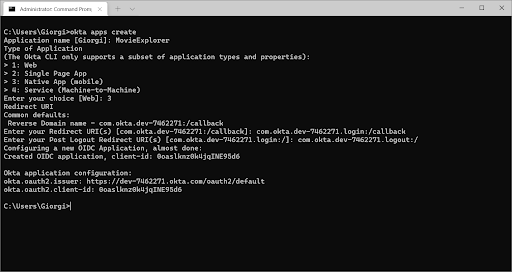 Administrator: Command Prom
C:\Users\Giorgi>okta apps create
Application name [Giorgi]: MovieExplorer
Type of Application
(The Okta CLI only supports a subset of application types and properties):
> 1: Web
> 2: Single Page App
> 3: Native App (mobile)
> 4: Service (Machine-to-Machine)
Enter your choice [Web]: 3
Redirect URI
Common defaults:
Reverse Domain name - com.okta.dev-7462271:/callback
Enter your Redirect URI(s) [com.okta.dev-7462271:/callback]: com.okta.dev-7462271.login:/callback
Enter your Post Logout Redirect URI(s) [com.okta.dev-7462271.login:/]: com.okta.dev-7462271.logout:/
Configuring a new OIDC Application, almost done:
Created OIDC application, client-id: 0oaslknz0k4jqINE95d6
Okta application configuration:
okta.oauth2.issuer: https://dev-7462271.okta.com/oauth2/default
okta.oauth2.client-id: 0oaslknz0k4jqINE95d6
C:\Users\Giorgi>